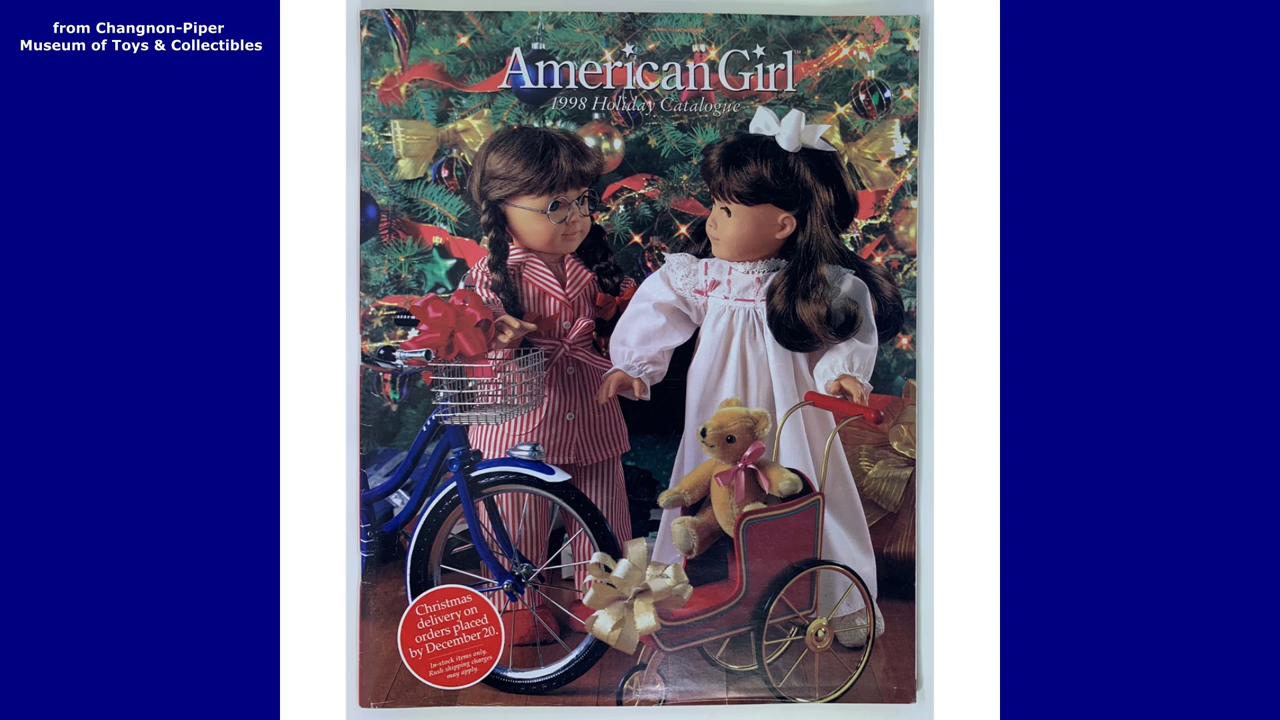 from Changnon-Piper
Museum of Toys & Collectibles
American Girl™
1998 Holiday Catalogue
Christmas
delivery on
orders placed
by December 20.
In-stock items only.
Rush shipping charges
may apply.